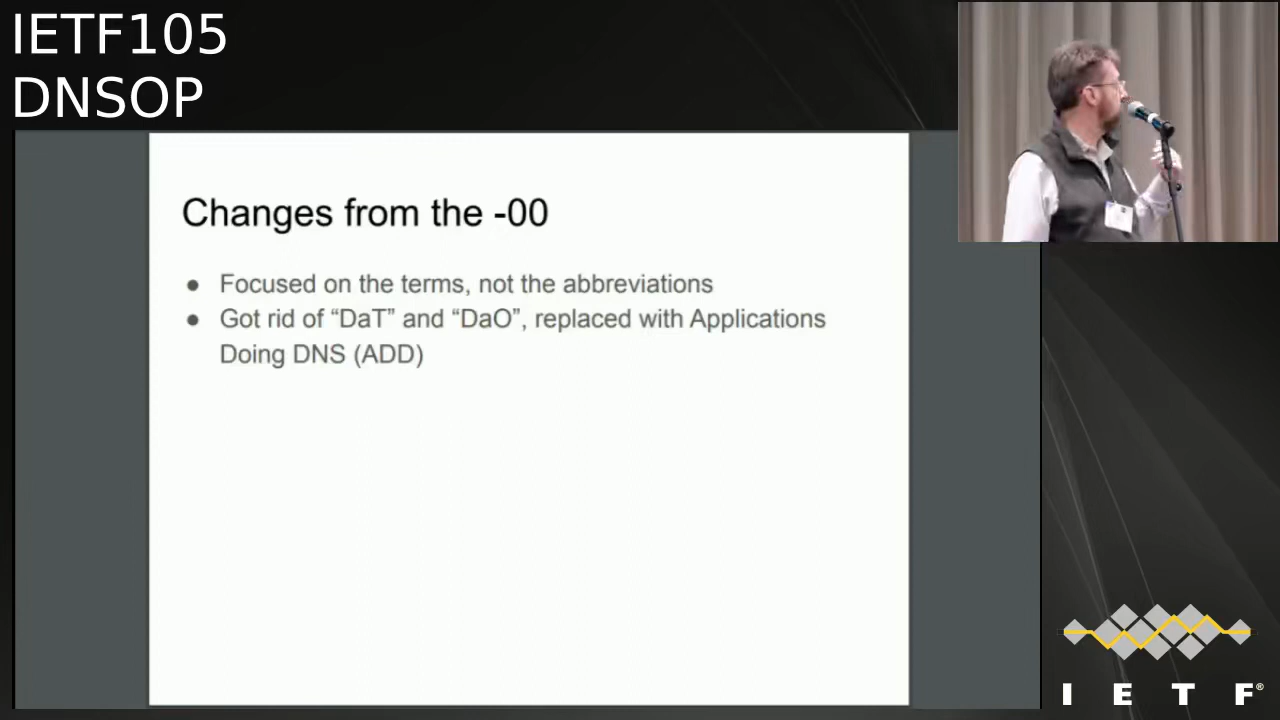 IETF105
DNSOP
Changes from the -00
● Focused on the terms, not the abbreviations
● Got rid of “DaT” and “DaO”, replaced with Applications
Doing DNS (ADD)
I E T F®